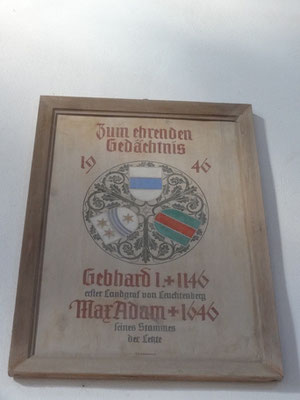 Zum ehrenden
Gedächtnis
19 46
Gebhard I. + 1146
erster Landgraf von Leuchtenberg
Max Adam + 1646
seines Stammes
der Letzte